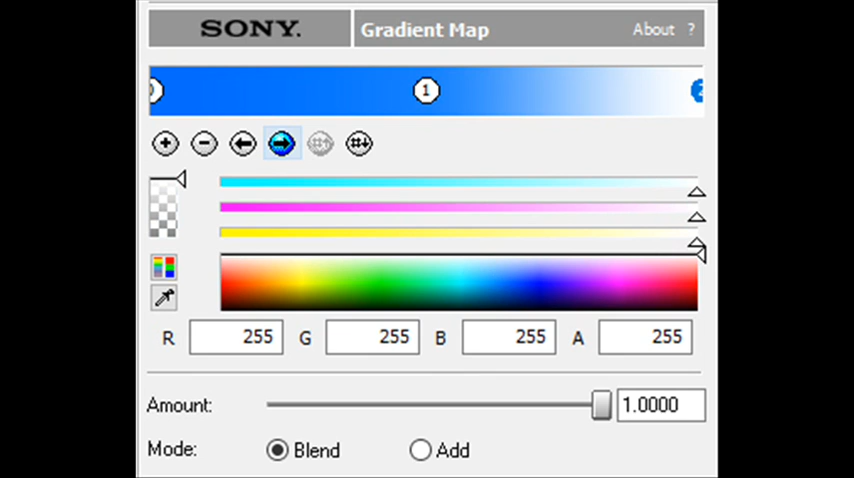 SONY. Gradient Map About ?
1
R 255 G 255 B 255 A 255
Amount: 1.0000
Mode: Blend Add